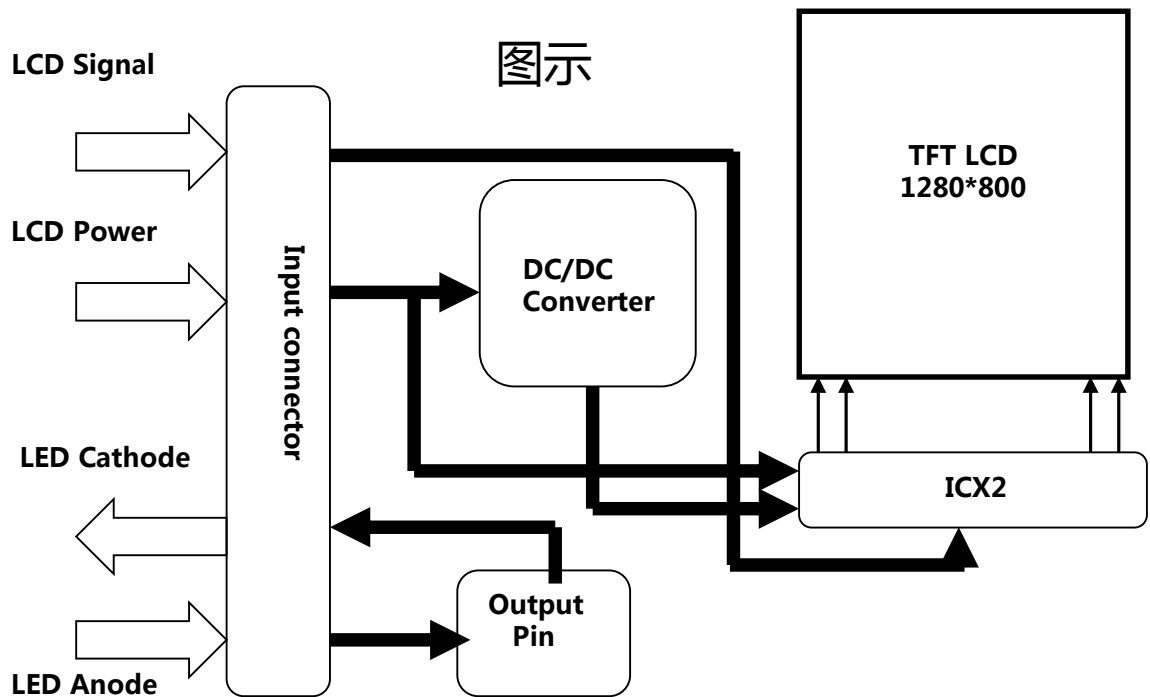 图示
LCD Signal
LCD Power
LED Cathode
LED Anode
Input connector
DC/DC
Converter
Output
Pin
TFT LCD
1280*800
ICX2